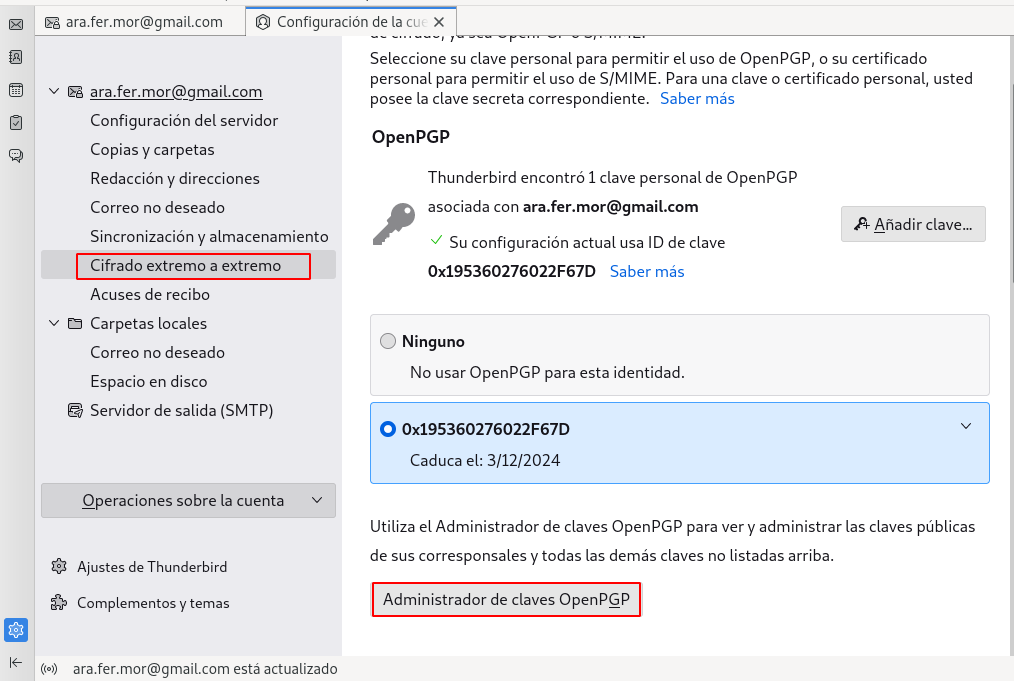 ara.fer.mor@gmail.com
Configuración de la cue
ara.fer.mor@gmail.com
Configuración del servidor
Copias y carpetas
Redacción y direcciones
Correo no deseado
Sincronización y almacenamiento
Cifrado extremo a extremo
Acuses de recibo
Carpetas locales
Correo no deseado
Espacio en disco
Servidor de salida (SMTP)
Operaciones sobre la cuenta
Ajustes de Thunderbird
Complementos y temas
Seleccione su clave personal para permitir el uso de OpenPGP, o su certificado
personal para permitir el uso de S/MIME. Para una clave o certificado personal, usted
posee la clave secreta correspondiente. Saber más
OpenPGP
Thunderbird encontró 1 clave personal de OpenPGP
asociada con ara.fer.mor@gmail.com
Su configuración actual usa ID de clave
0x195360276022F67D Saber más
Añadir clave...
Ninguno
No usar OpenPGP para esta identidad.
0x195360276022F67D
Caduca el: 3/12/2024
Utiliza el Administrador de claves OpenPGP para ver y administrar las claves públicas
de sus corresponsales y todas las demás claves no listadas arriba.
Administrador de claves OpenPGP
ara.fer.mor@gmail.com está actualizado